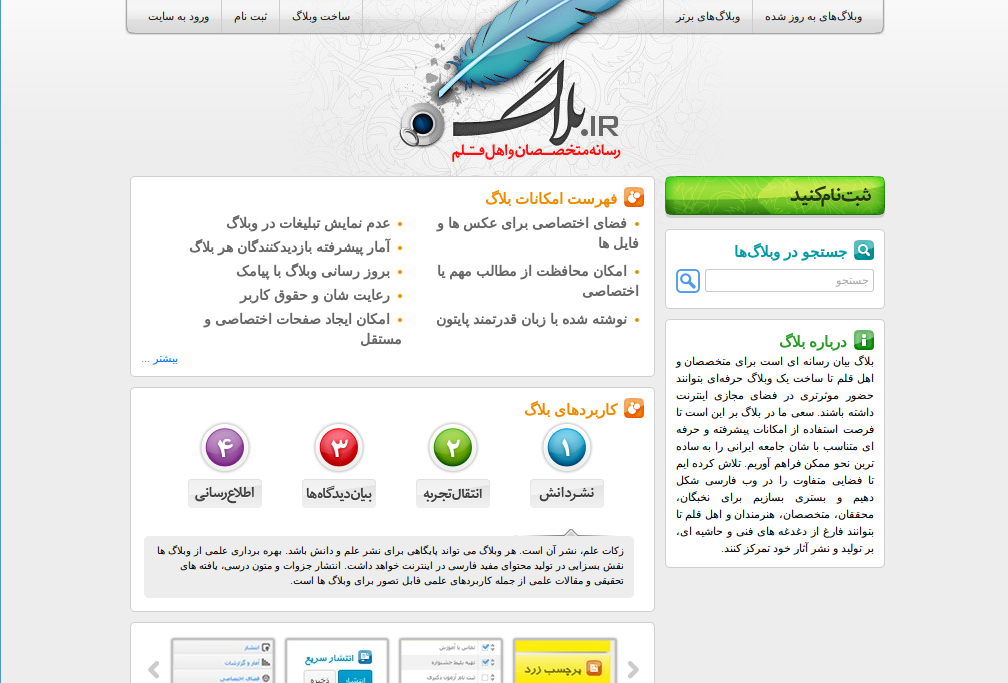 وبلاگ‌های به روز شده
وبلاگ‌های برتر
ساخت وبلاگ
ثبت نام
ورود به سایت
بلاگ.IR
رسانه متخصصان و اهل قلم
ثبت نام کنید
جستجو در وبلاگ‌ها
جستجو
درباره بلاگ
بلاگ بیان رسانه ای است برای متخصصان و
اهل قلم تا ساخت یک وبلاگ حرفه‌ای بتوانند
حضور موثرتری در فضای مجازی اینترنت
داشته باشند. سعی ما در بلاگ بر این است تا
فرصت استفاده از امکانات پیشرفته و حرفه
ای متناسب با شان جامعه ایرانی را به ساده
ترین نحو ممکن فراهم آوریم. تلاش کرده ایم
تا فضایی متفاوت را در وب فارسی شکل
دهیم و بستری بسازیم برای نخبگان،
محققان، متخصصان، هنرمندان و اهل قلم تا
بتوانند فارغ از دغدغه های فنی و حاشیه ای،
بر تولید و نشر آثار خود تمرکز کنند.
فهرست امکانات بلاگ
فضای اختصاصی برای عکس ها و
فایل ها
امکان محافظت از مطالب مهم یا
اختصاصی
نوشته شده با زبان قدرتمند پایتون
عدم نمایش تبلیغات در وبلاگ
آمار پیشرفته بازدیدکنندگان هر بلاگ
بروز رسانی وبلاگ با پیامک
رعایت شان و حقوق کاربر
امکان ایجاد صفحات اختصاصی و
مستقل
بیشتر ...
کاربردهای بلاگ
۱
۲
۳
۴
نشر دانش
انتقال تجربه
بیان دیدگاه‌ها
اطلاع رسانی
زکات علم، نشر آن است. هر وبلاگ می تواند پایگاهی برای نشر علم و دانش باشد. بهره برداری علمی از وبلاگ ها
نقش بسزایی در تولید محتوای مفید فارسی در اینترنت خواهد داشت. انتشار جزوات و متون درسی، یافته های
تحقیقی و مقالات علمی از جمله کاربردهای علمی قابل تصور برای وبلاگ ها است.
برچسب زرد
تماس با آموزش
تهیه بلیط جشنواره
ثبت نام آزمون دکتری
انتشار سریع
انتشار
ذخیره
انتشار
آمار و گزارشات
فضای اختصاصی